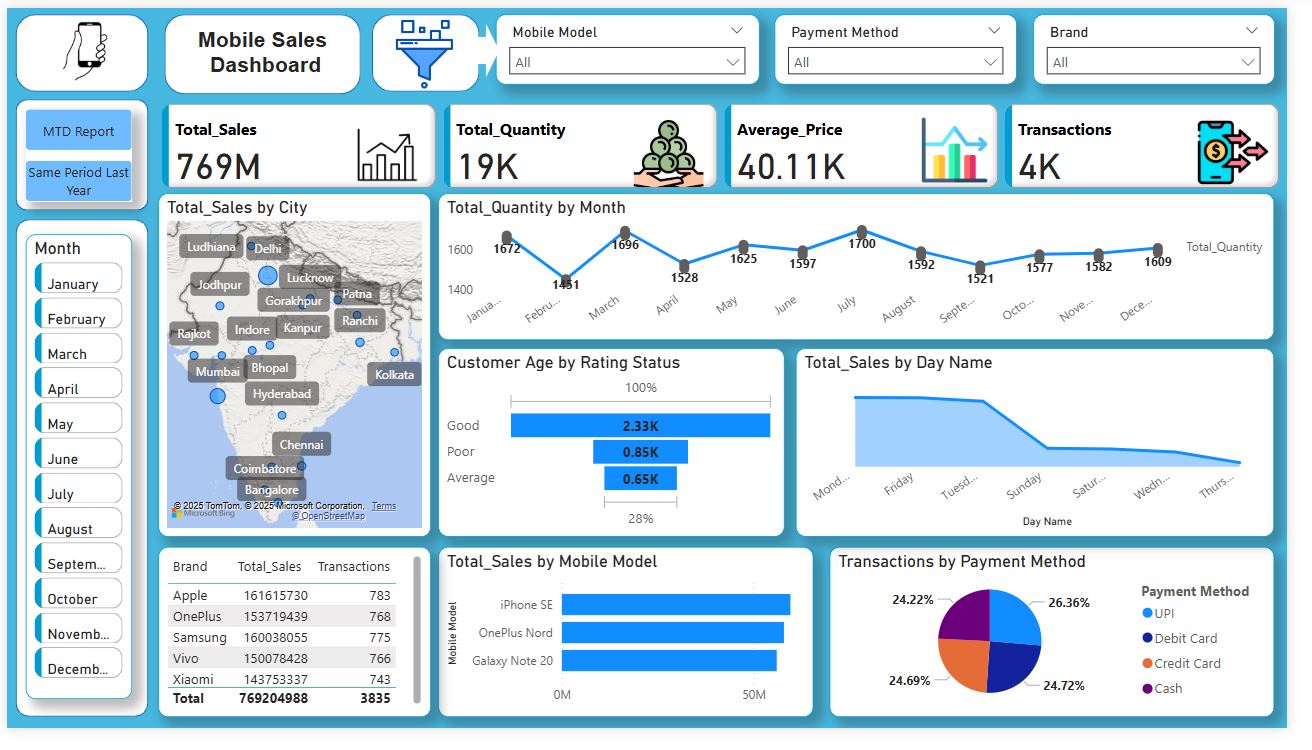 Mobile Sales
Dashboard
Mobile Model
All
Payment Method
All
Brand
All
MTD Report
Same Period Last
Year
Total_Sales
769M
Total_Quantity
19K
Average_Price
40.11K
Transactions
4K
Month
January
February
March
April
May
June
July
August
Septem...
October
Novemb...
Decemb...
Total_Sales by City
Ludhiana
Delhi
Jodhpur
Lucknow
Gorakhpur
Patna
Rajkot
Indore
Kanpur
Ranchi
Mumbai
Bhopal
Kolkata
Hyderabad
Chennai
Coimbatore
Bangalore
© 2025 TomTom, © 2025 Microsoft Corporation, Terms
Microsoft Bing
© OpenStreetMap
Total_Quantity by Month
1600
1400
1672
1451
1696
1528
1625
1597
1700
1592
1521
1577
1582
1609
Janua...
Febru...
March
April
May
June
July
August
Septe...
Octo...
Nove...
Dece...
Total_Quantity
Customer Age by Rating Status
100%
Good 2.33K
Poor 0.85K
Average 0.65K
28%
Total_Sales by Day Name
Mond...
Friday
Tuesd...
Sunday
Satur...
Wedn...
Thurs...
Day Name
Brand Total_Sales Transactions
Apple 161615730 783
OnePlus 153719439 768
Samsung 160038055 775
Vivo 150078428 766
Xiaomi 143753337 743
Total 769204988 3835
Total_Sales by Mobile Model
Mobile Model
iPhone SE
OnePlus Nord
Galaxy Note 20
0M 50M
Transactions by Payment Method
24.22%
26.36%
24.69%
24.72%
Payment Method
UPI
Debit Card
Credit Card
Cash